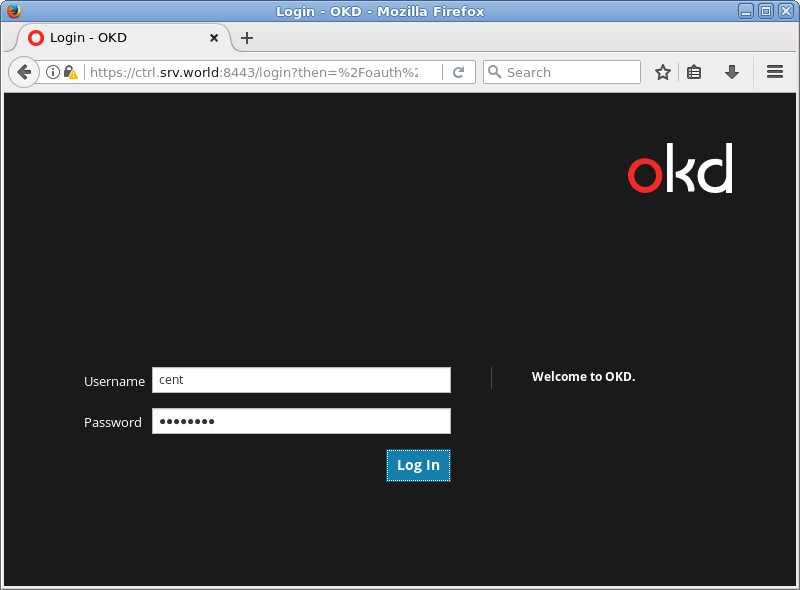 Login - OKD - Mozilla Firefox
Login - OKD
https://ctrl.srv.world:8443/login?then=%2Foauth%2
Search
okd
Username cent
Welcome to OKD.
Password ••••••••
Log In